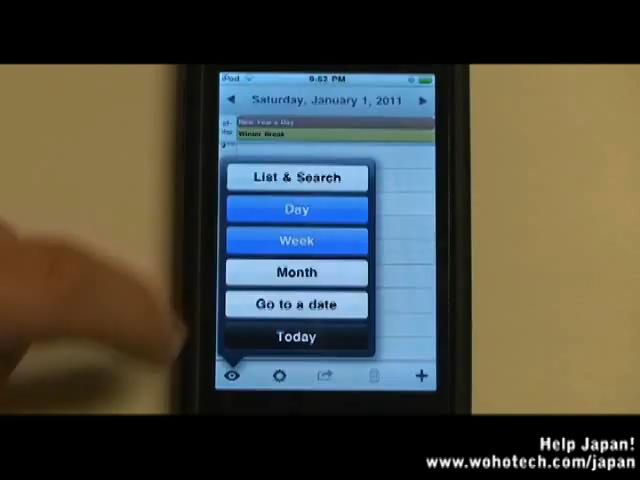 iPod
9:52 PM
Saturday, January 1, 2011
New Year's Day
Winter Break
List & Search
Day
Week
Month
Go to a date
Today
Help Japan!
www.wohotech.com/japan